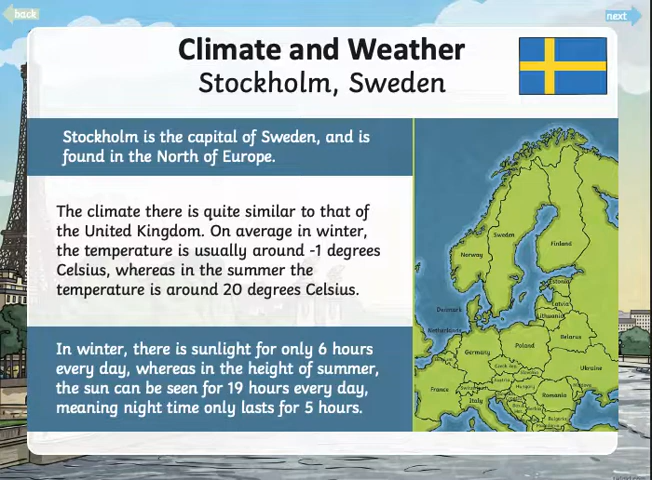 back
next
Climate and Weather
Stockholm, Sweden
Stockholm is the capital of Sweden, and is
found in the North of Europe.
The climate there is quite similar to that of
the United Kingdom. On average in winter,
the temperature is usually around -1 degrees
Celsius, whereas in the summer the
temperature is around 20 degrees Celsius.
In winter, there is sunlight for only 6 hours
every day, whereas in the height of summer,
the sun can be seen for 19 hours every day,
meaning night time only lasts for 5 hours.
Sweden
Finland
Norway
Estonia
Latvia
Denmark
Lithuania
Netherlands
Belarus
Poland
Germany
Ukraine
France
Romania
Italy